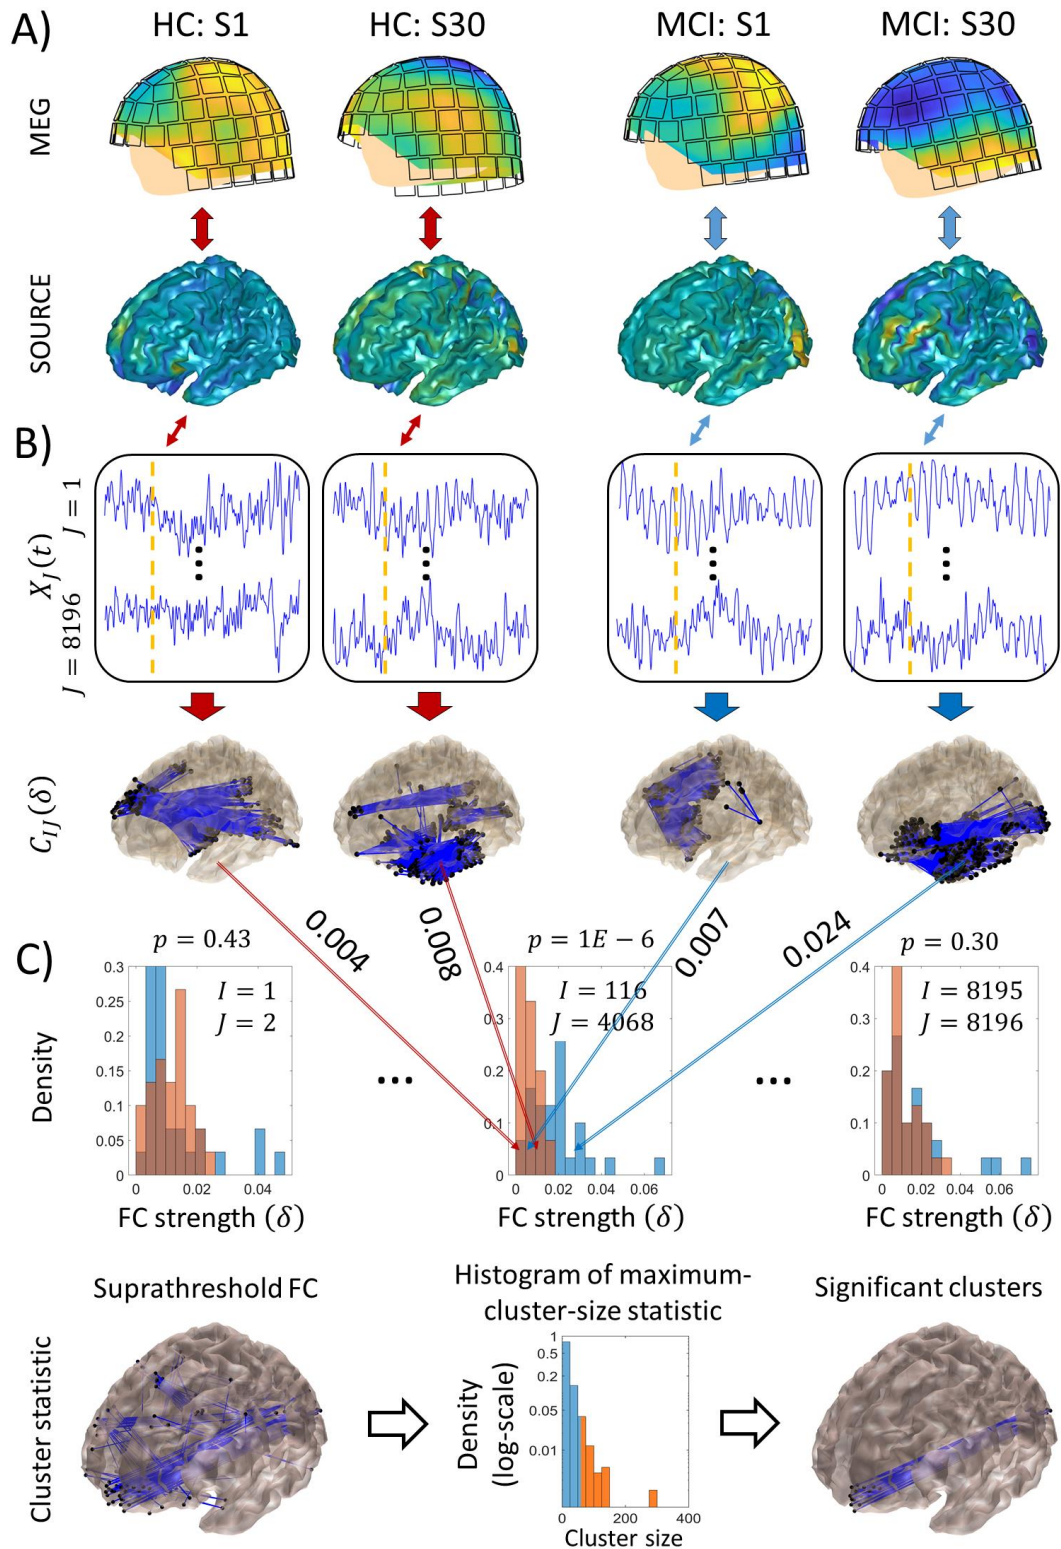 A)
HC: S1
HC: S30
MCI: S1
MCI: S30
MEG
SOURCE
B)
X_J(t)
J = 1
J = 8196
C_{IJ}(δ)
0.004
0.008
0.007
0.024
C)
p = 0.43
p = 1E − 6
p = 0.30
Density
0.3
0.25
0.2
0.15
0.1
0.05
0
I = 1
J = 2
0 0.02 0.04
FC strength (δ)
0.4
0.3
0.2
0.1
0
I = 116
J = 4068
0 0.02 0.04 0.06
FC strength (δ)
0.4
0.3
0.2
0.1
0
I = 8195
J = 8196
0 0.02 0.04 0.06
FC strength (δ)
Cluster statistic
Suprathreshold FC
Histogram of maximum-
cluster-size statistic
Density
(log-scale)
1
0.5
0.2
0.05
0.01
0 200 400
Cluster size
Significant clusters